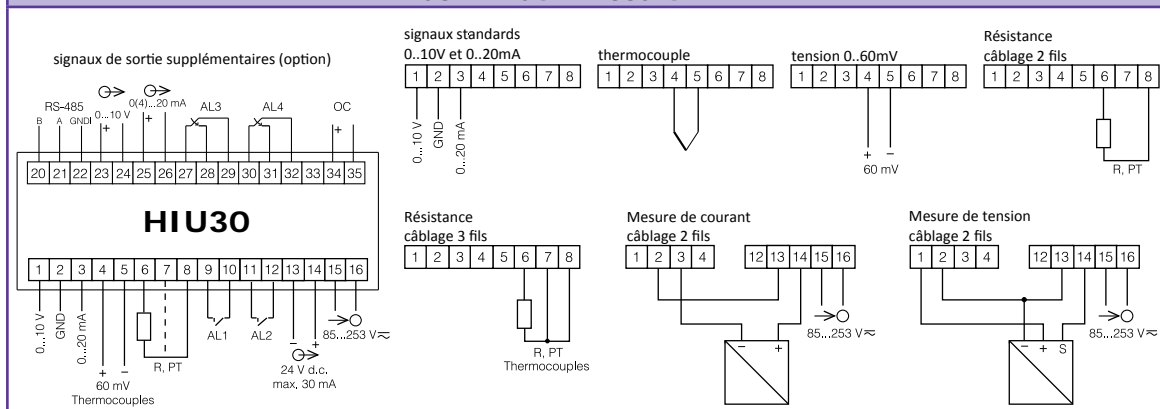 signaux de sortie supplémentaires (option)
RS-485
B A GNDI
0...10 V
+
0(4)...20 mA
+
AL3
AL4
OC
+
20 21 22 23 24 25 26 27 28 29 30 31 32 33 34 35
HIU30
1 2 3 4 5 6 7 8 9 10 11 12 13 14 15 16
0...10 V
GND
0...20 mA
+ −
60 mV
Thermocouples
R, PT
AL1
AL2
− +
24 V d.c.
max, 30 mA
85...253 V
signaux standards
0..10V et 0..20mA
1 2 3 4 5 6 7 8
0...10 V
GND
0...20 mA
thermocouple
1 2 3 4 5 6 7 8
tension 0..60mV
1 2 3 4 5 6 7 8
+ −
60 mV
Résistance
câblage 2 fils
1 2 3 4 5 6 7 8
R, PT
Résistance
câblage 3 fils
1 2 3 4 5 6 7 8
R, PT
Thermocouples
Mesure de courant
câblage 2 fils
1 2 3 4
12 13 14 15 16
85...253 V
− +
Mesure de tension
câblage 2 fils
1 2 3 4
12 13 14 15 16
85...253 V
− + S